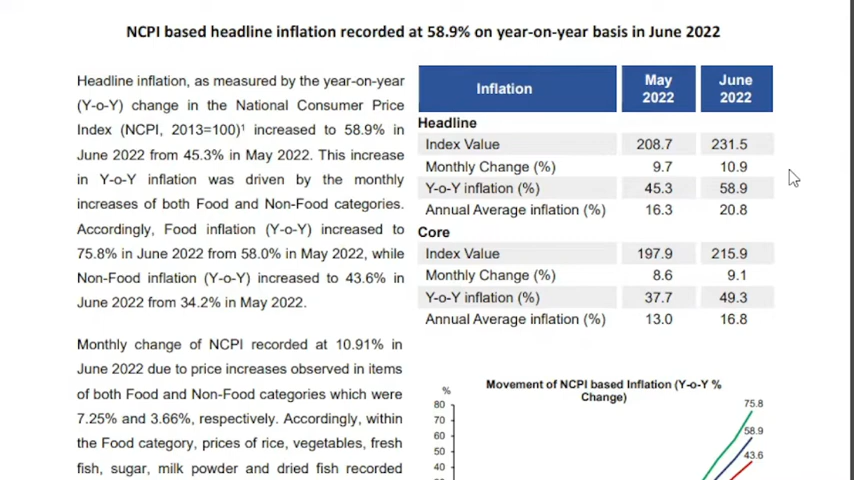 NCPI based headline inflation recorded at 58.9% on year-on-year basis in June 2022
Headline inflation, as measured by the year-on-year
(Y-o-Y) change in the National Consumer Price
Index (NCPI, 2013=100)¹ increased to 58.9% in
June 2022 from 45.3% in May 2022. This increase
in Y-o-Y inflation was driven by the monthly
increases of both Food and Non-Food categories.
Accordingly, Food inflation (Y-o-Y) increased to
75.8% in June 2022 from 58.0% in May 2022, while
Non-Food inflation (Y-o-Y) increased to 43.6% in
June 2022 from 34.2% in May 2022.
Monthly change of NCPI recorded at 10.91% in
June 2022 due to price increases observed in items
of both Food and Non-Food categories which were
7.25% and 3.66%, respectively. Accordingly, within
the Food category, prices of rice, vegetables, fresh
fish, sugar, milk powder and dried fish recorded
Inflation May 2022 June 2022
Headline
Index Value 208.7 231.5
Monthly Change (%) 9.7 10.9
Y-o-Y inflation (%) 45.3 58.9
Annual Average inflation (%) 16.3 20.8
Core
Index Value 197.9 215.9
Monthly Change (%) 8.6 9.1
Y-o-Y inflation (%) 37.7 49.3
Annual Average inflation (%) 13.0 16.8
Movement of NCPI based Inflation (Y-o-Y %
Change)
%
80
70
60
50
40
75.8
58.9
43.6